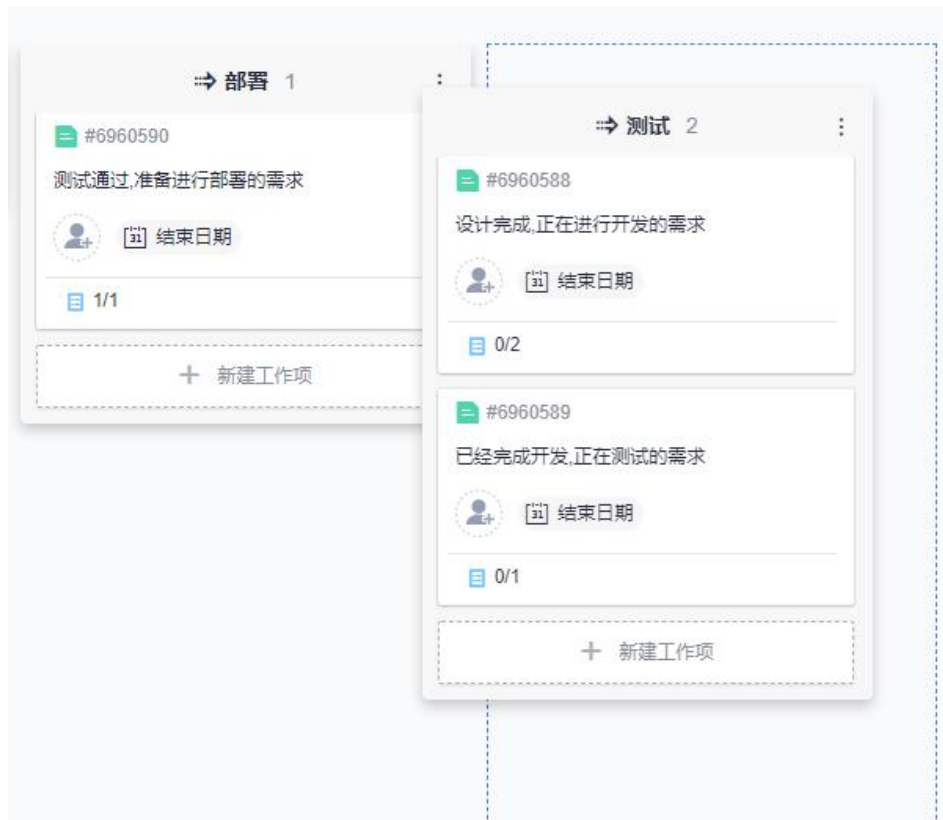 部署 1
#6960590
测试通过,准备进行部署的需求
31 结束日期
1/1
+ 新建工作项
测试 2
#6960588
设计完成,正在进行开发的需求
31 结束日期
0/2
#6960589
已经完成开发,正在测试的需求
31 结束日期
0/1
+ 新建工作项